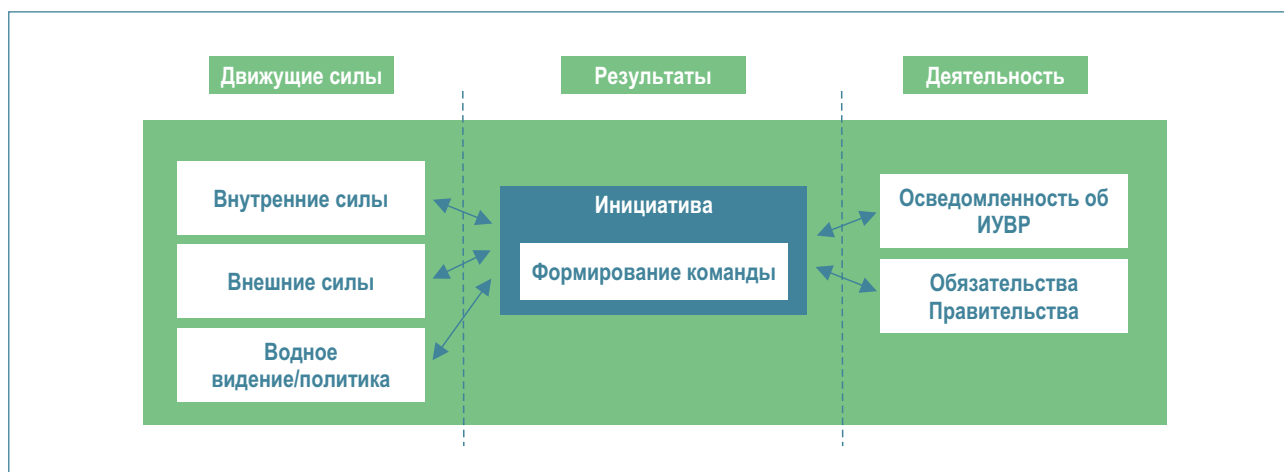 Движущие силы
Результаты
Деятельность
Внутренние силы
Внешние силы
Водное
видение/политика
Инициатива
Формирование команды
Осведомленность об
ИУВР
Обязательства
Правительства